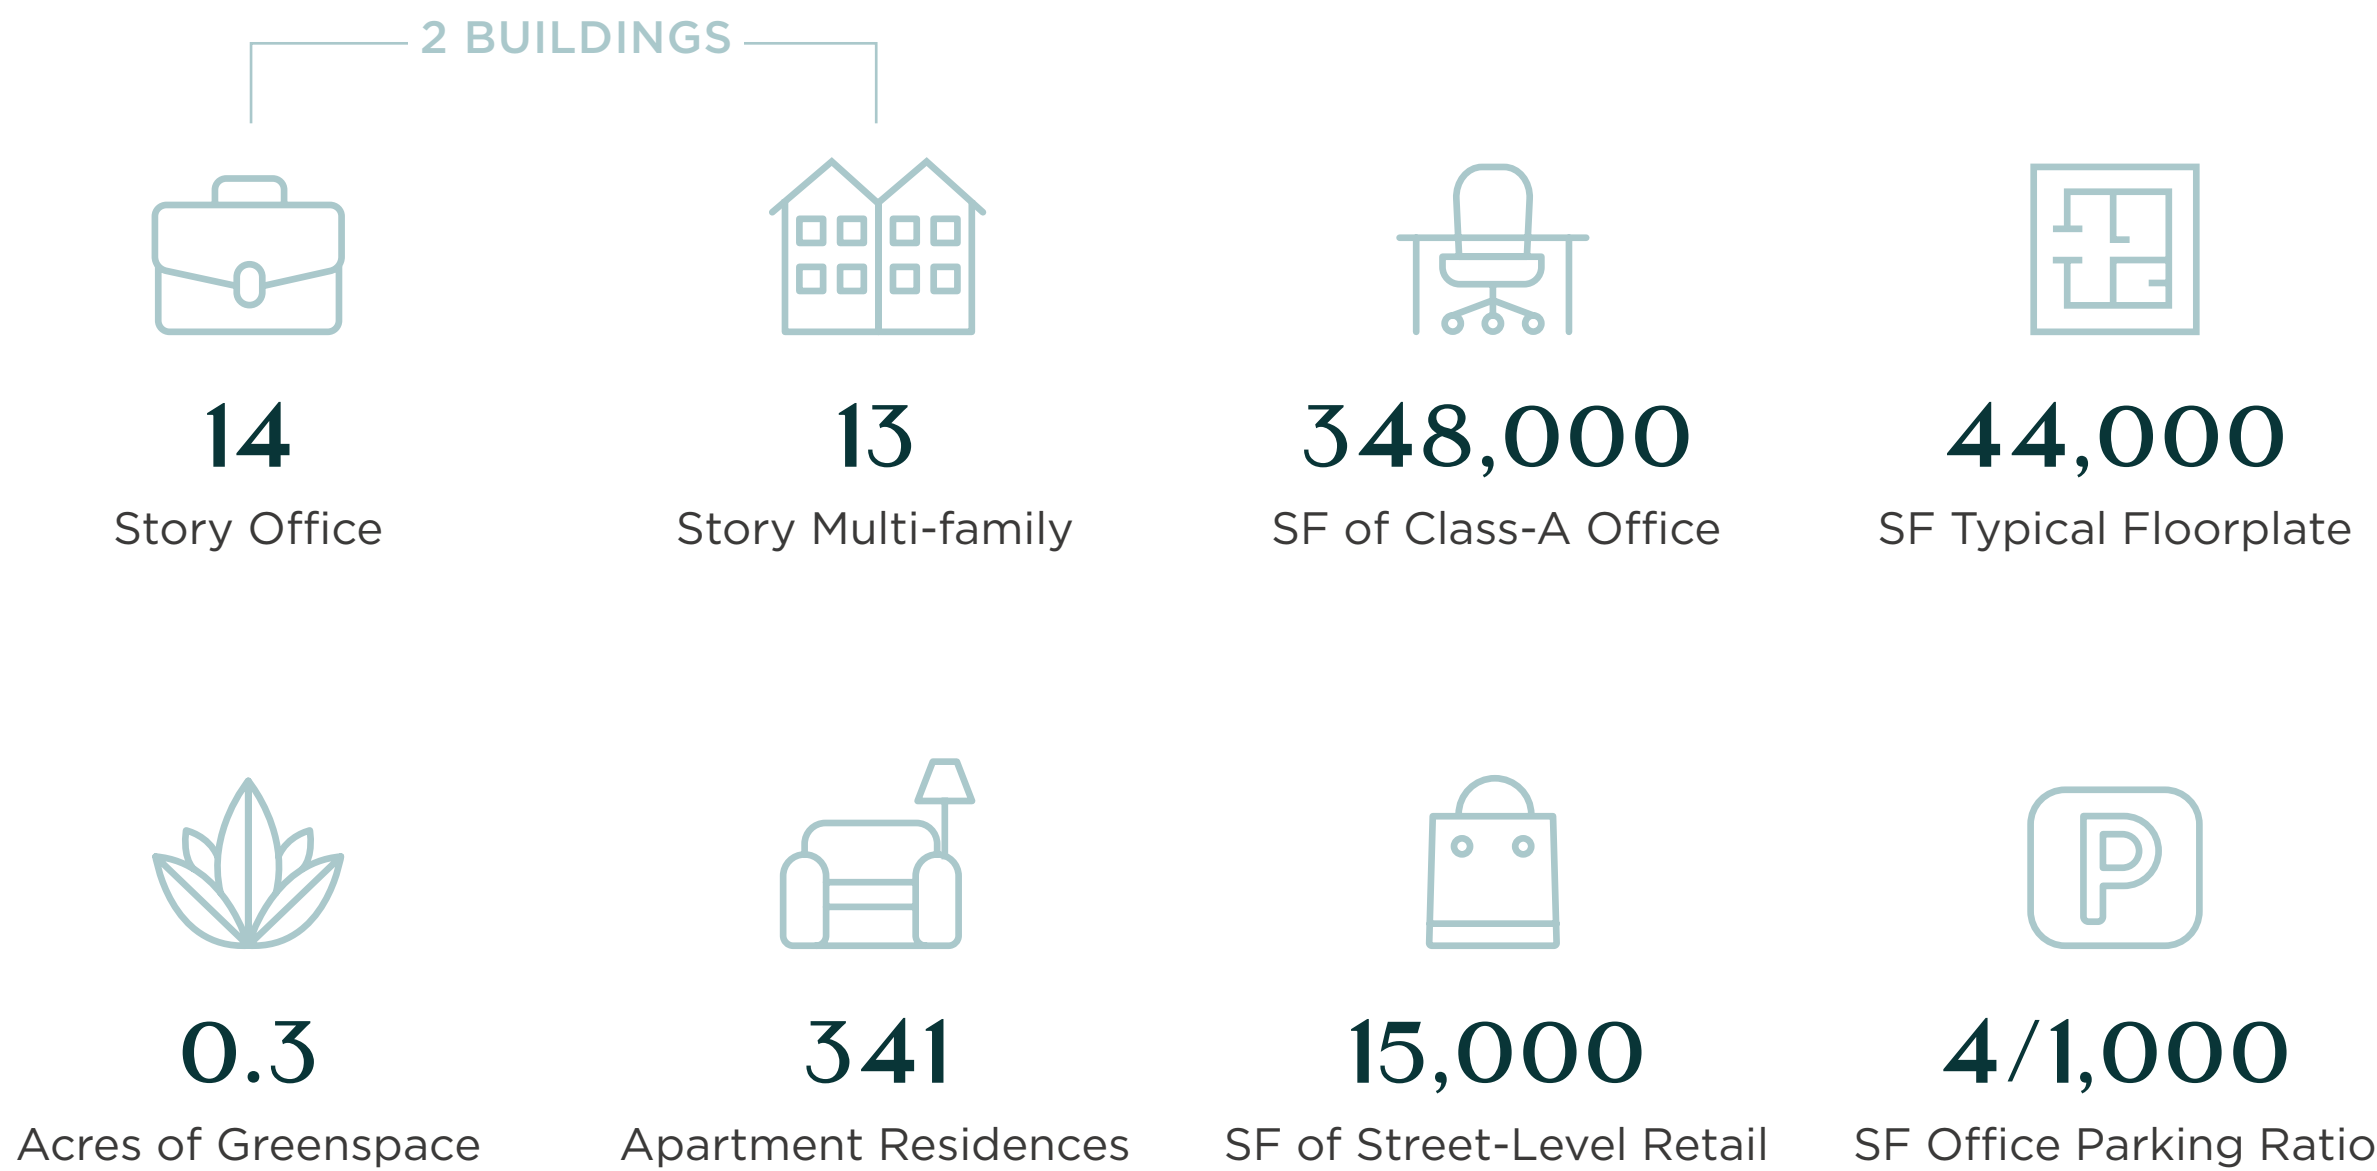 2 BUILDINGS
14
Story Office
13
Story Multi-family
348,000
SF of Class-A Office
44,000
SF Typical Floorplate
0.3
Acres of Greenspace
341
Apartment Residences
15,000
SF of Street-Level Retail
P
4/1,000
SF Office Parking Ratio